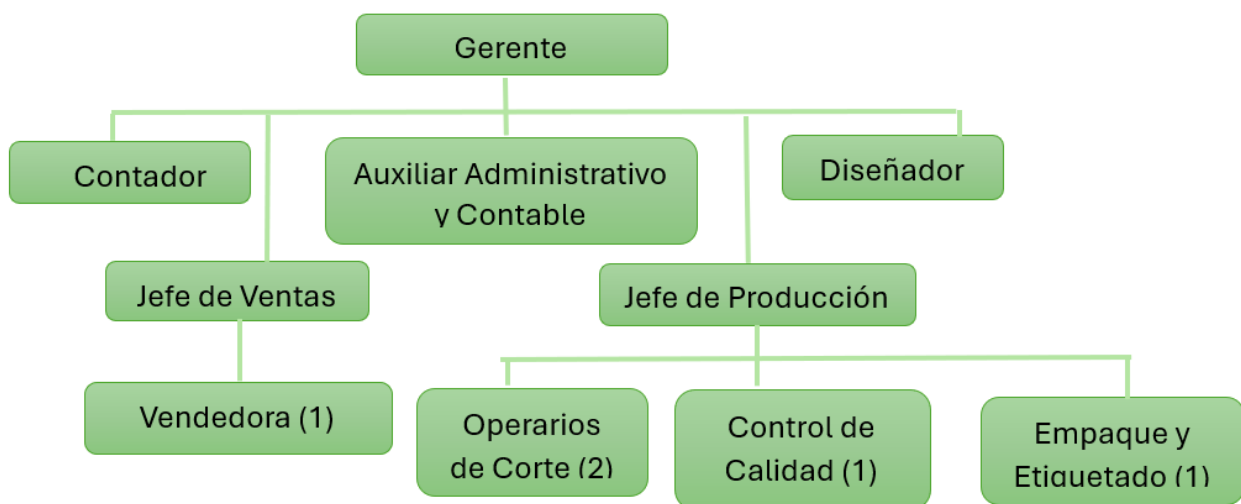 Gerente
Contador
Auxiliar Administrativo
y Contable
Diseñador
Jefe de Ventas
Jefe de Producción
Vendedora (1)
Operarios
de Corte (2)
Control de
Calidad (1)
Empaque y
Etiquetado (1)